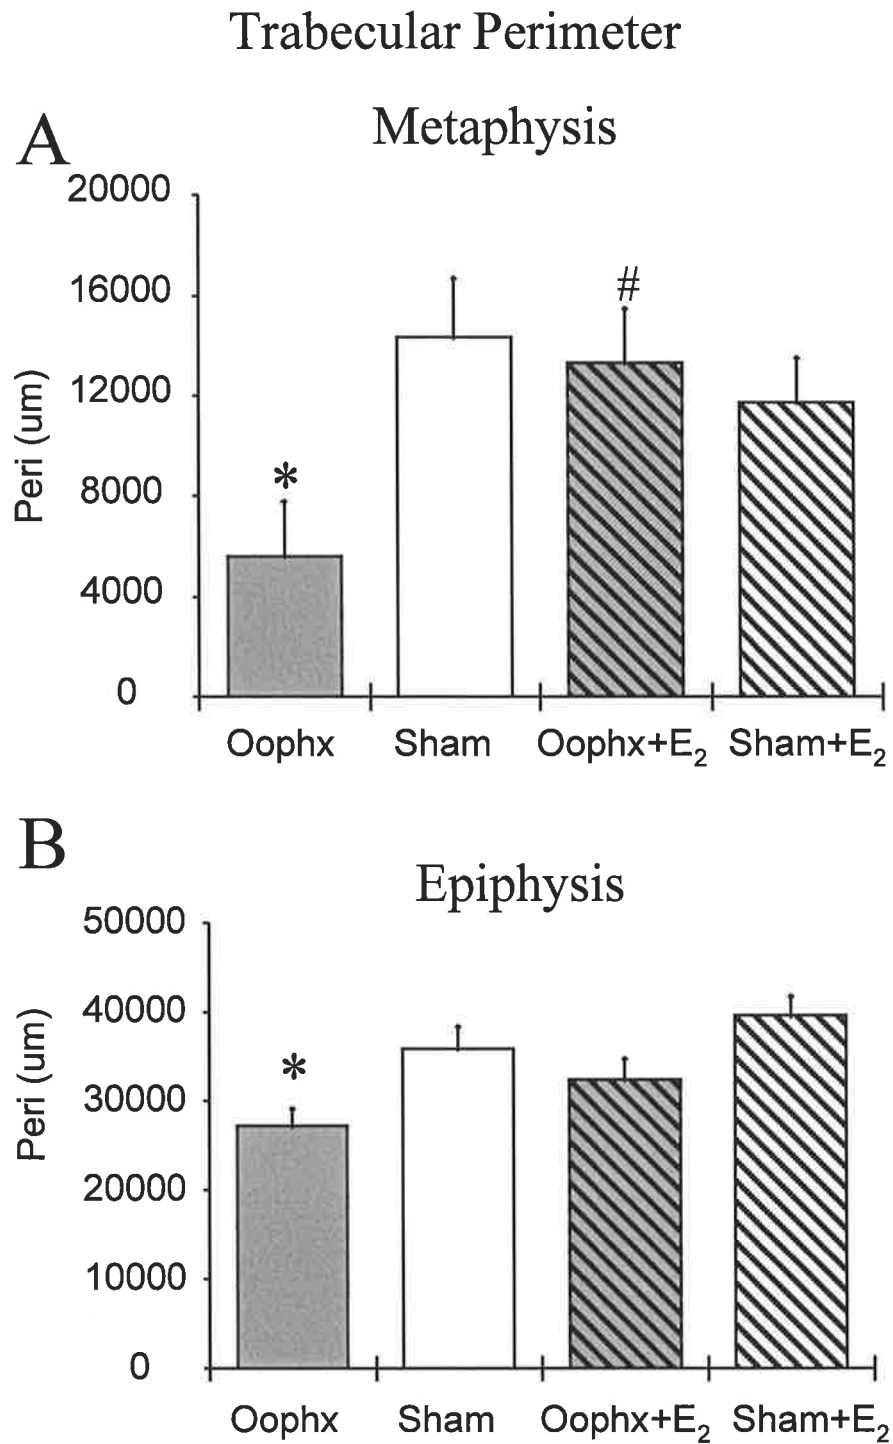 Trabecular Perimeter
A
Metaphysis
20000
16000
12000
8000
4000
0
Peri (um)
*
#
Oophx Sham Oophx+E₂ Sham+E₂
B
Epiphysis
50000
40000
30000
20000
10000
0
Peri (um)
*
Oophx Sham Oophx+E₂ Sham+E₂